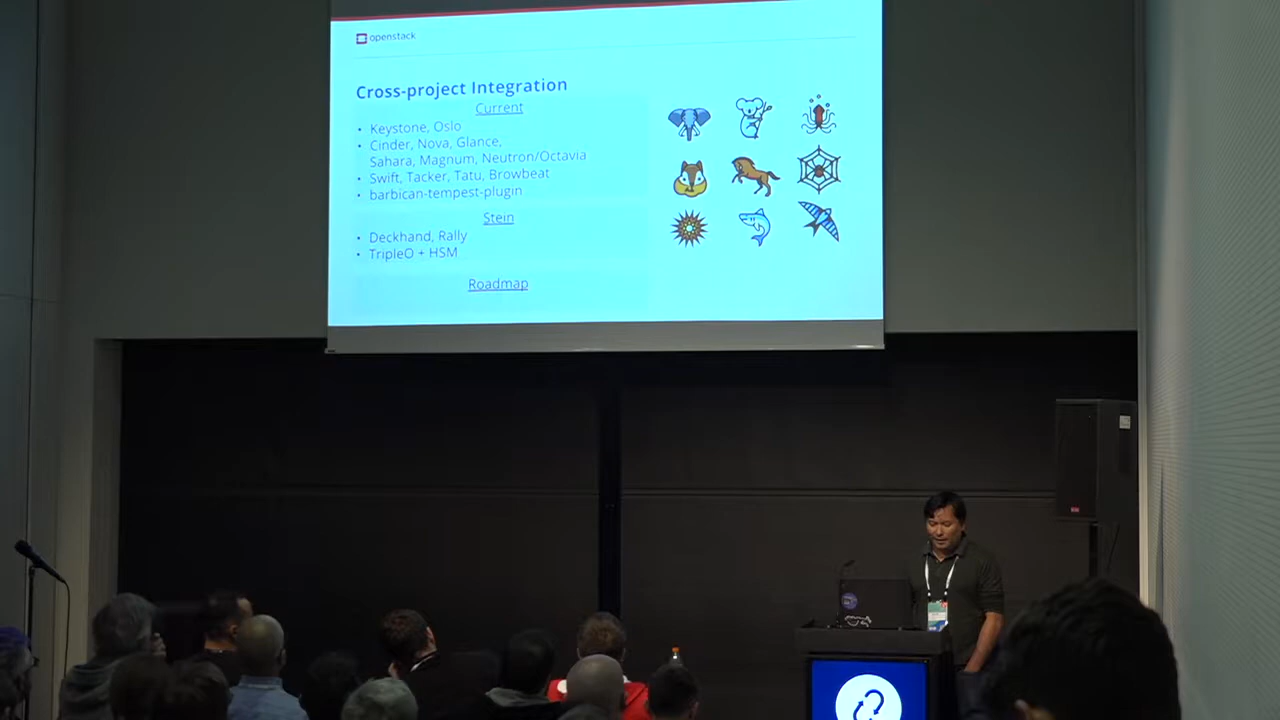 openstack
Cross-project Integration
Current
• Keystone, Oslo
• Cinder, Nova, Glance,
Sahara, Magnum, Neutron/Octavia
• Swift, Tacker, Tatu, Browbeat
• barbican-tempest-plugin
Stein
• Deckhand, Rally
• TripleO + HSM
Roadmap